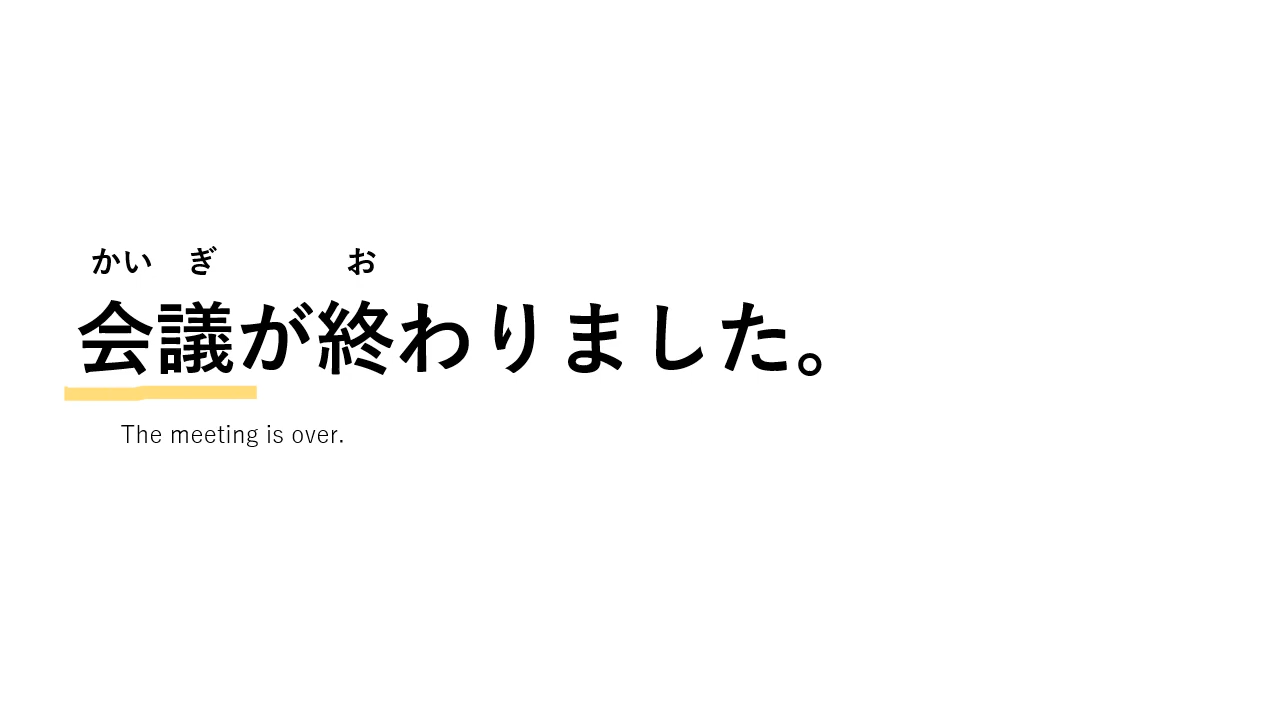 かい ぎ お
会議が終わりました。
The meeting is over.